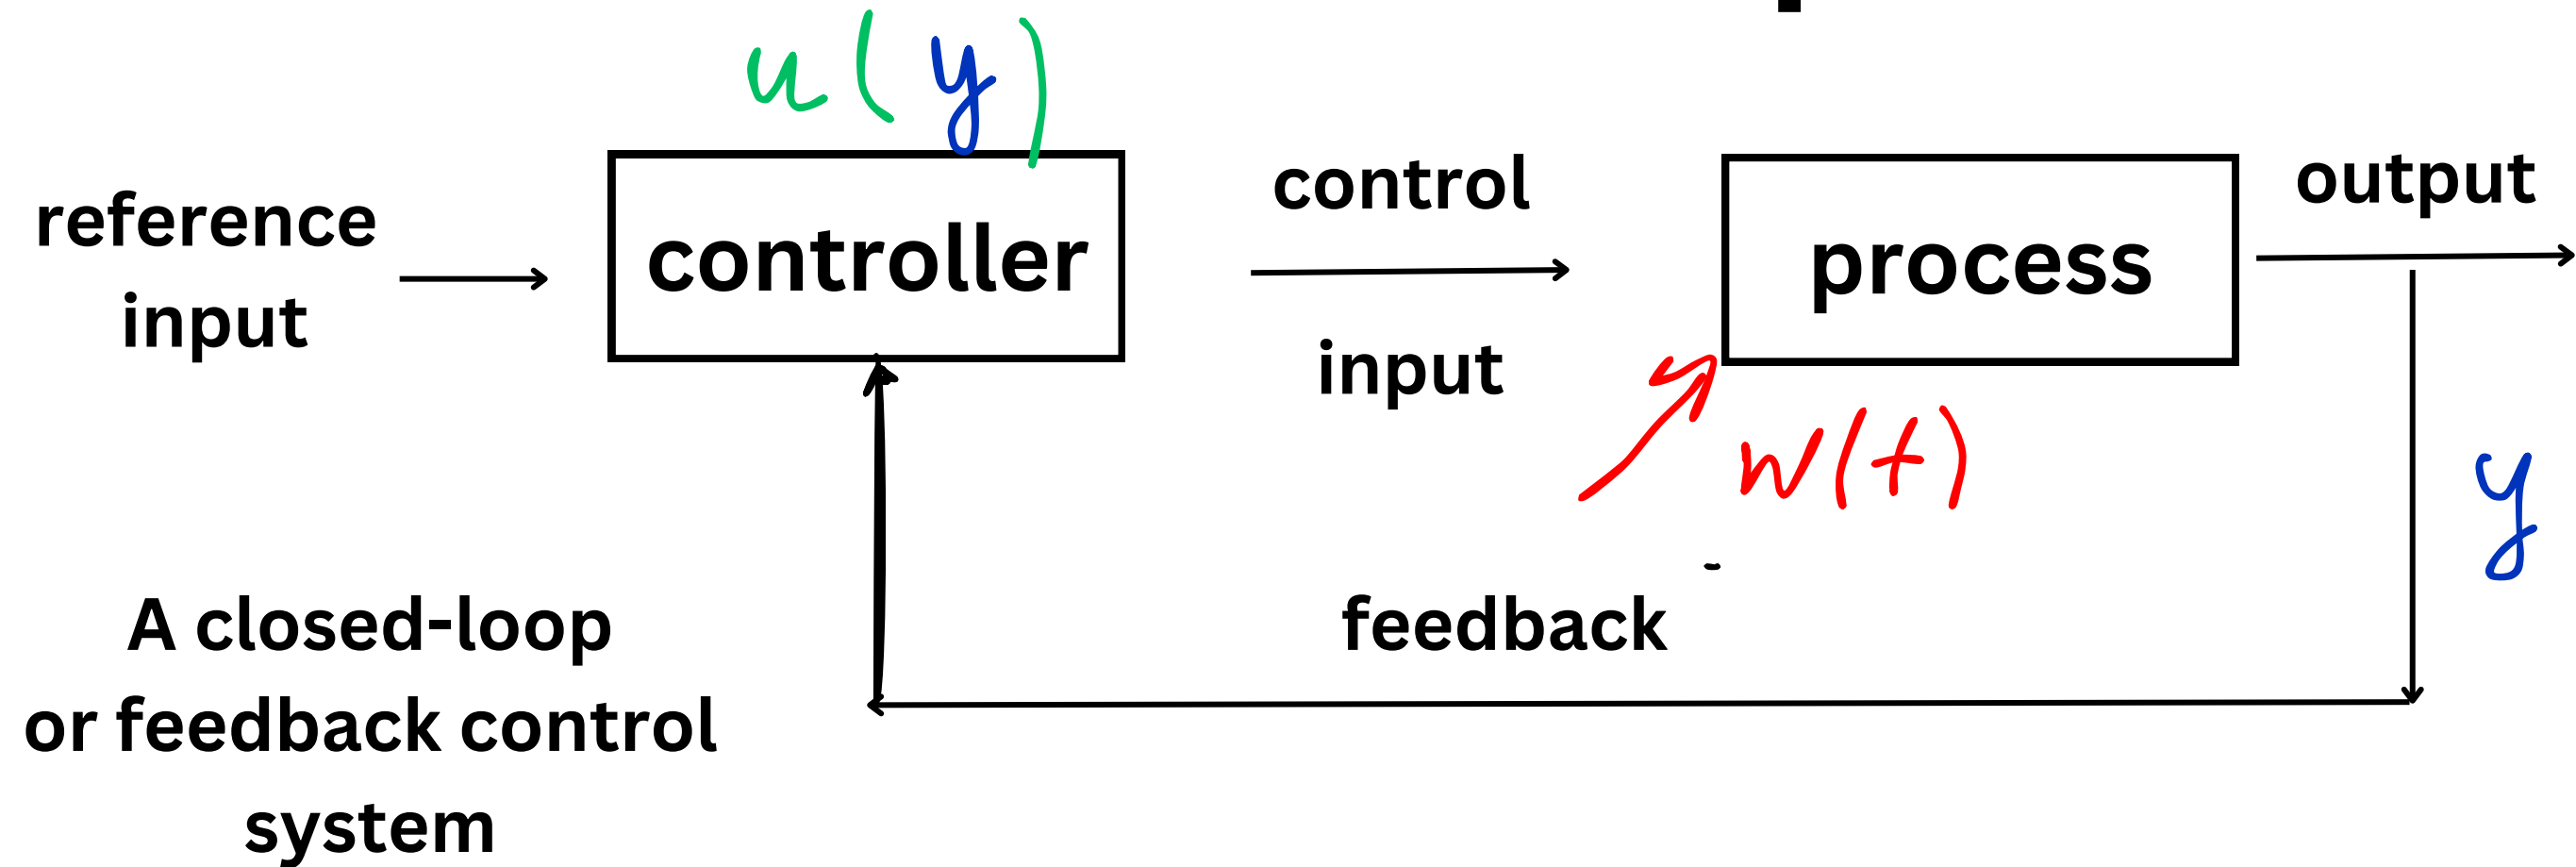 u(y)
reference
input
controller
control
input
process
output
w(t)
y
feedback
A closed-loop
or feedback control
system